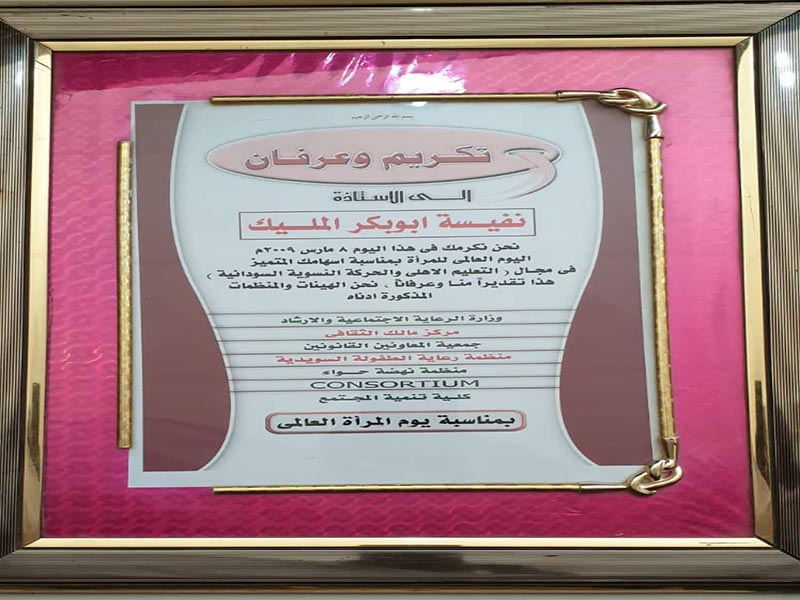 بسم الله الرحمن الرحيم
تكريم وعرفان
الى الاستاذة
نفيسة ابوبكر المليك
نحن نكرمك فى هذا اليوم ٨ مارس ٢٠٠٩م
اليوم العالمى للمرأة بمناسبة اسهامك المتميز
فى مجال ( التعليم الاهلى والحركة النسوية السودانية )
هذا تقديراً منا وعرفاناً ، نحن الهيئات والمنظمات
المذكورة ادناه
وزارة الرعاية الاجتماعية والارشاد
مركز مالك الثقافى
جمعية المعاونين القانونين
منظمة رعاية الطفولة السويدية
منظمة نهضة حواء
CONSORTIUM
كلية تنمية المجتمع
بمناسبة يوم المرأة العالمى